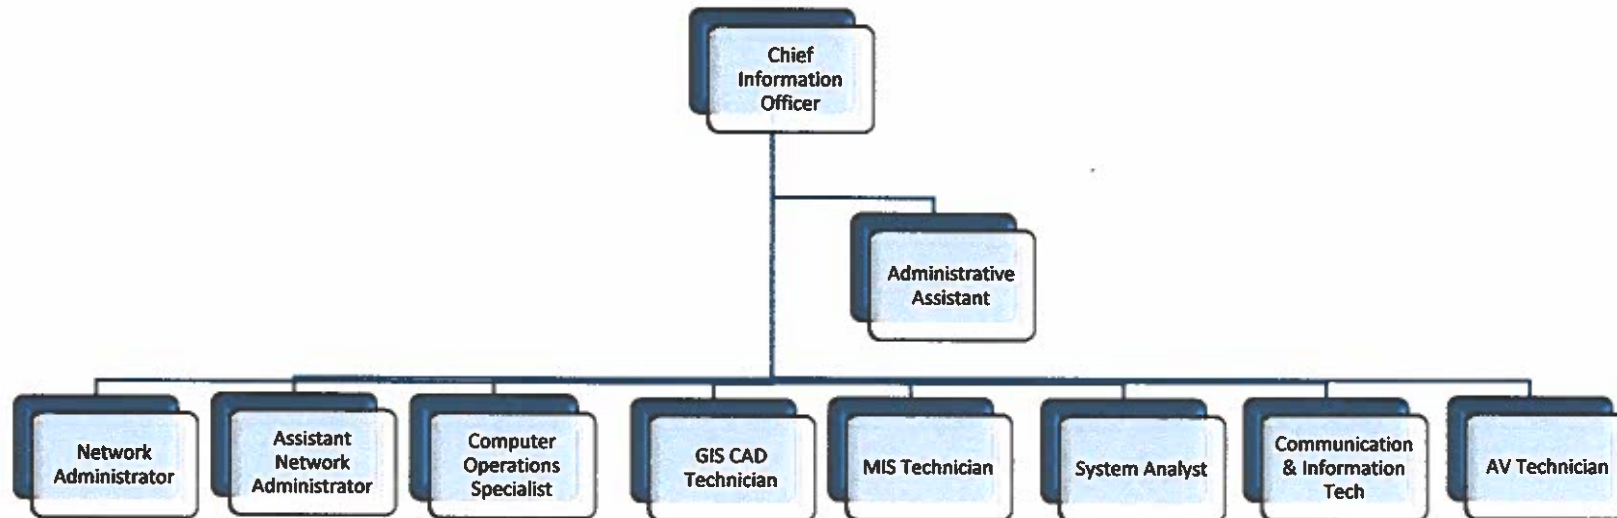 Chief
Information
Officer
Administrative
Assistant
Network
Administrator
Assistant
Network
Administrator
Computer
Operations
Specialist
GIS CAD
Technician
MIS Technician
System Analyst
Communication
& Information
Tech
AV Technician